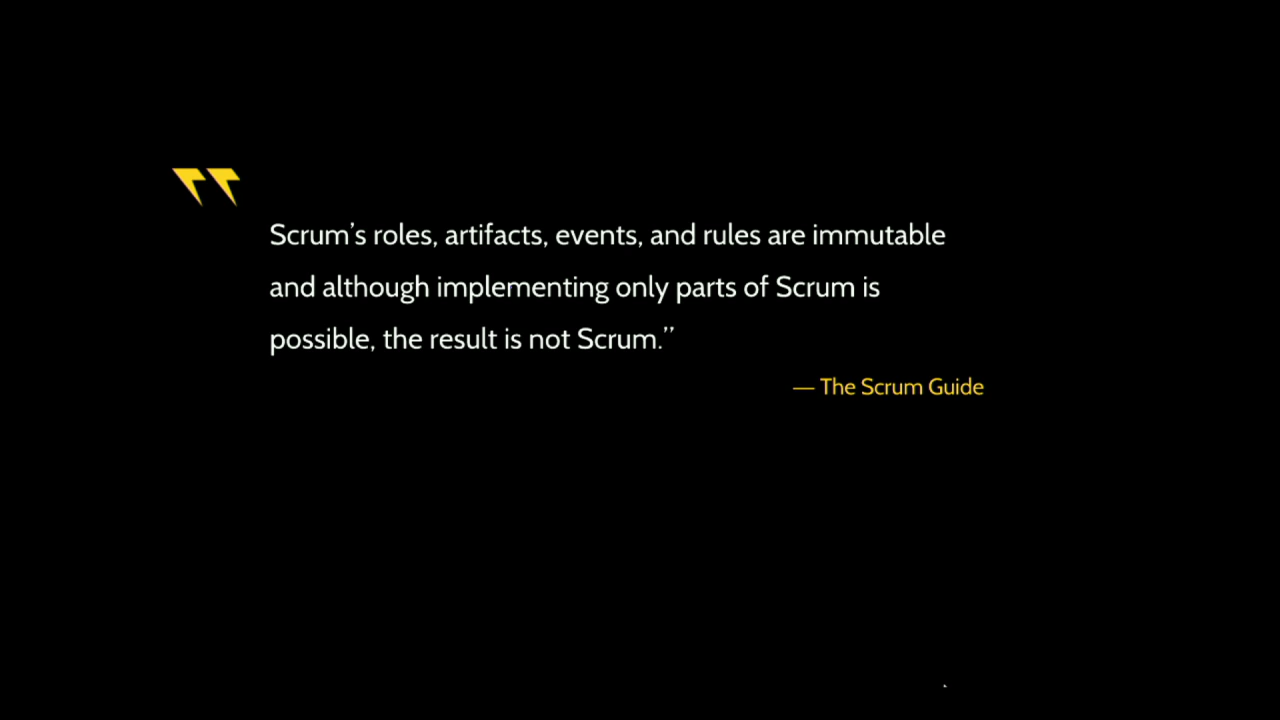 Scrum’s roles, artifacts, events, and rules are immutable
and although implementing only parts of Scrum is
possible, the result is not Scrum.”
— The Scrum Guide